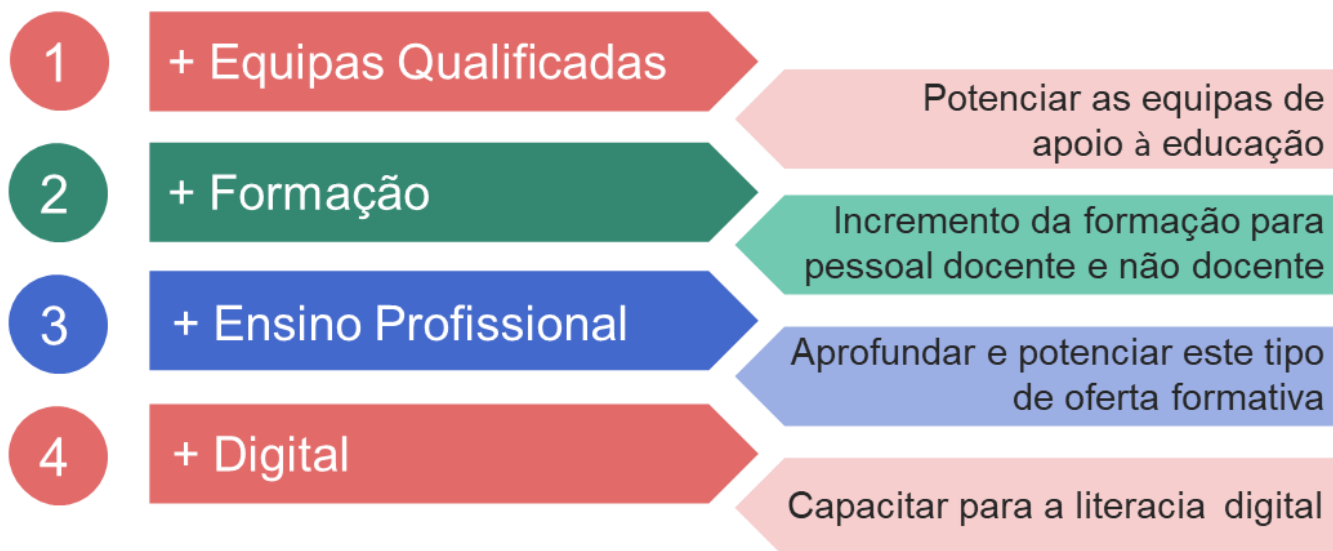 1
+ Equipas Qualificadas
Potenciar as equipas de
apoio à educação
2
+ Formação
Incremento da formação para
pessoal docente e não docente
3
+ Ensino Profissional
Aprofundar e potenciar este tipo
de oferta formativa
4
+ Digital
Capacitar para a literacia digital